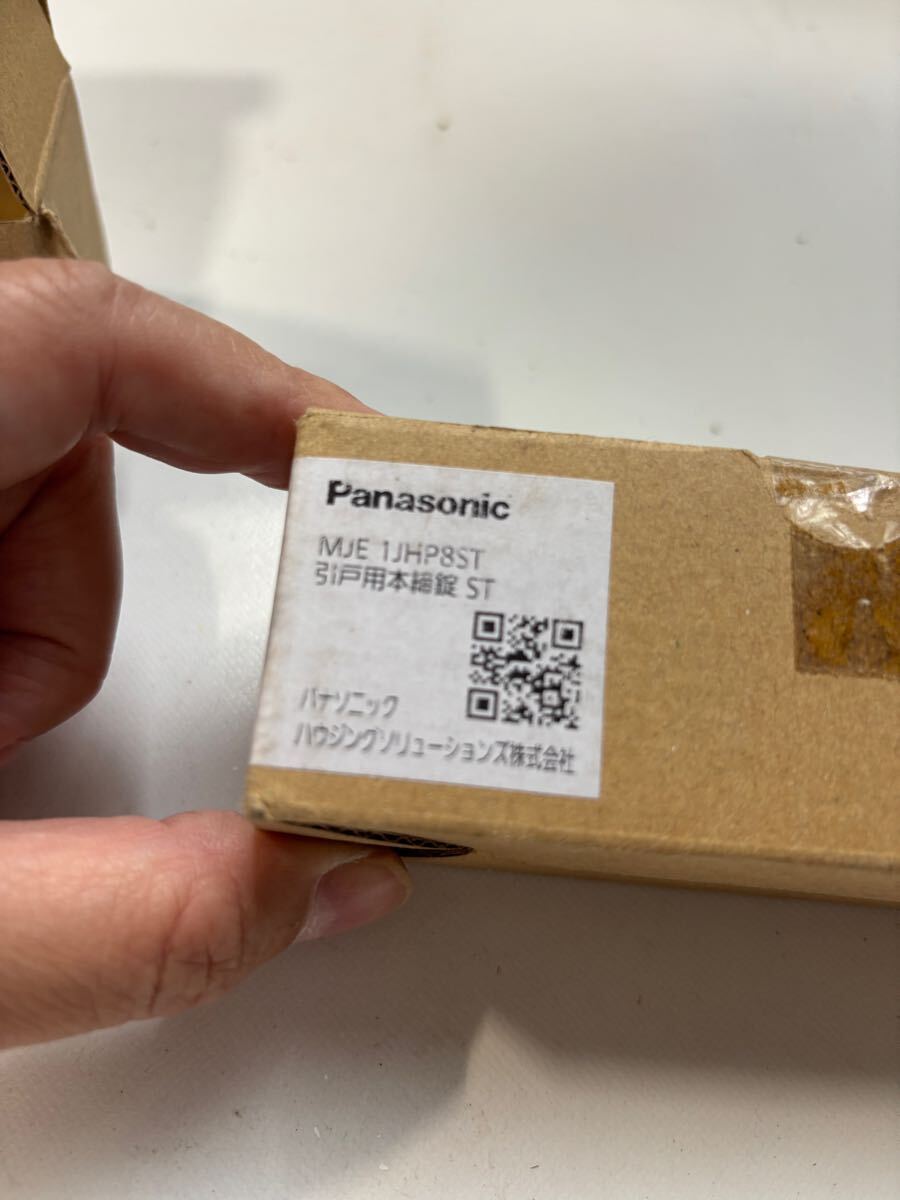 Panasonic
MJE 1JHP8ST
引戸用本締錠 ST
パナソニック
ハウジングソリューションズ株式会社